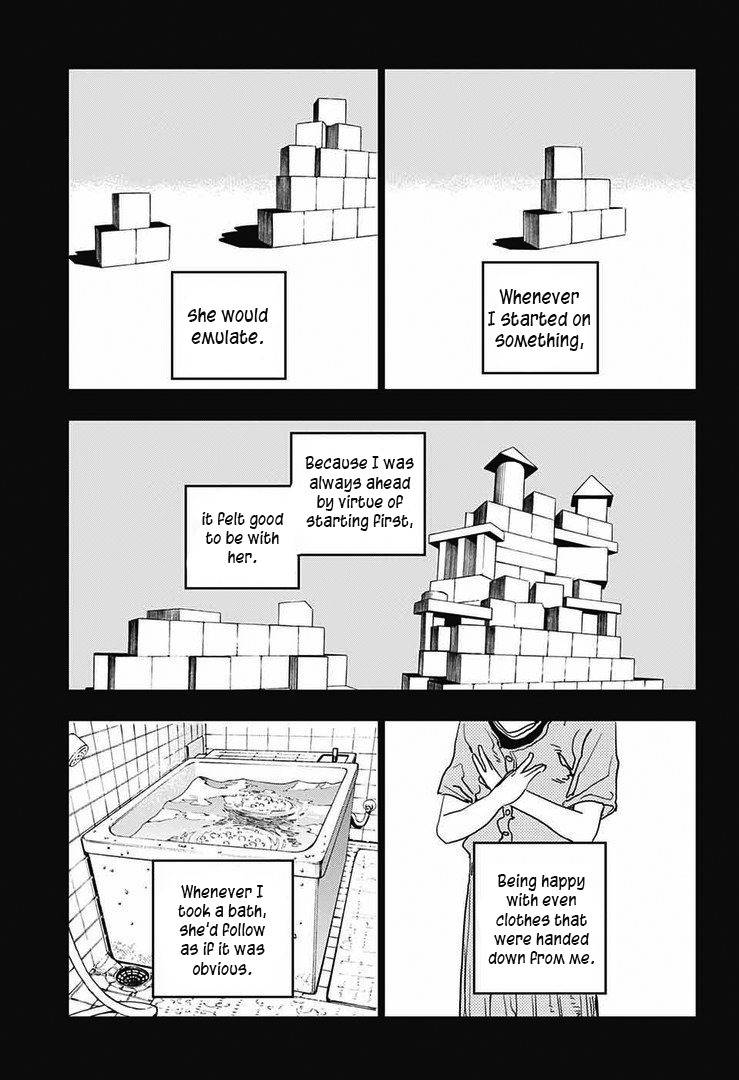 Whenever
I started on
something,
She would
emulate.
Because I was
always ahead
by virtue of
starting first,
it felt good
to be with
her.
Being happy
with even
clothes that
were handed
down from me.
Whenever I
took a bath,
she'd follow
as if it was
obvious.